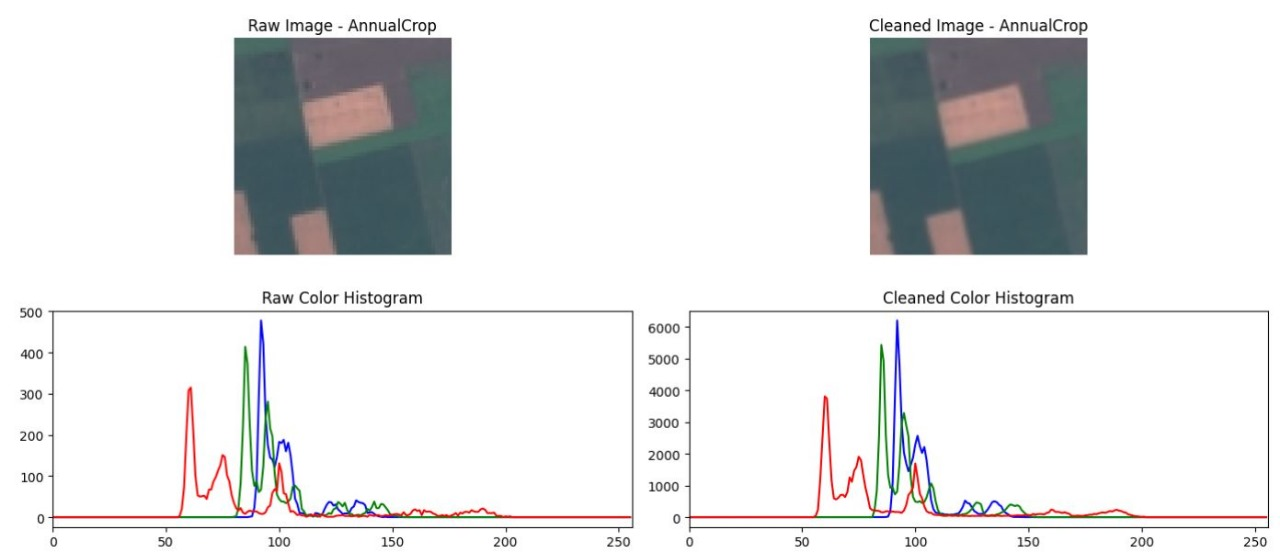 Raw Image - AnnualCrop
Cleaned Image - AnnualCrop
Raw Color Histogram
500
400
300
200
100
0
0 50 100 150 200 250
Cleaned Color Histogram
6000
5000
4000
3000
2000
1000
0
0 50 100 150 200 250